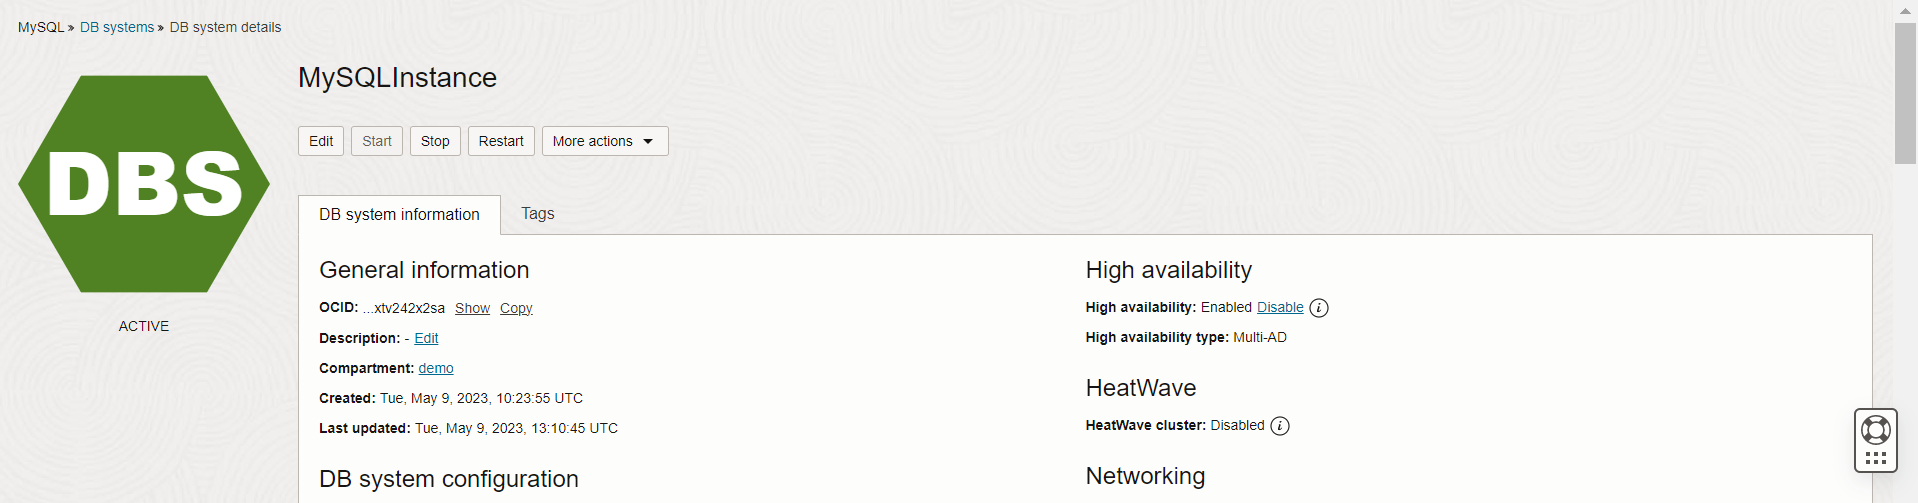 MySQL » DB systems » DB system details
MySQLInstance
Edit Start Stop Restart More actions
DBS
ACTIVE
DB system information Tags
General information
OCID: ...xtv242x2sa Show Copy
Description: - Edit
Compartment: demo
Created: Tue, May 9, 2023, 10:23:55 UTC
Last updated: Tue, May 9, 2023, 13:10:45 UTC
DB system configuration
High availability
High availability: Enabled Disable i
High availability type: Multi-AD
HeatWave
HeatWave cluster: Disabled i
Networking